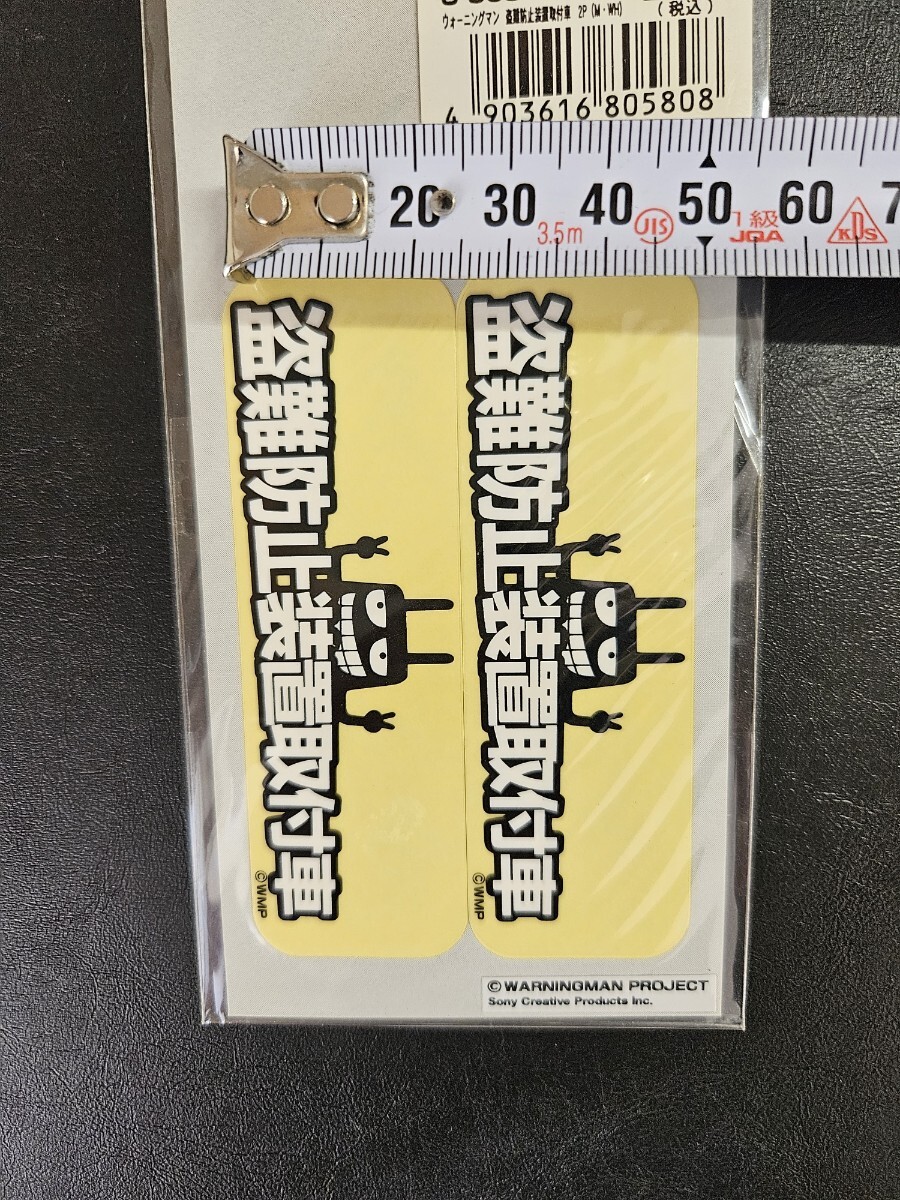 ウォーニングマン 盗難防止装置取付車 2P(M・WH)
(税込)
4 903616 805808
20 30 40 50 60 7
3.5m JIS 1級 JQA KDS
盗難防止装置取付車
©WMP
盗難防止装置取付車
©WMP
©WARNINGMAN PROJECT
Sony Creative Products Inc.